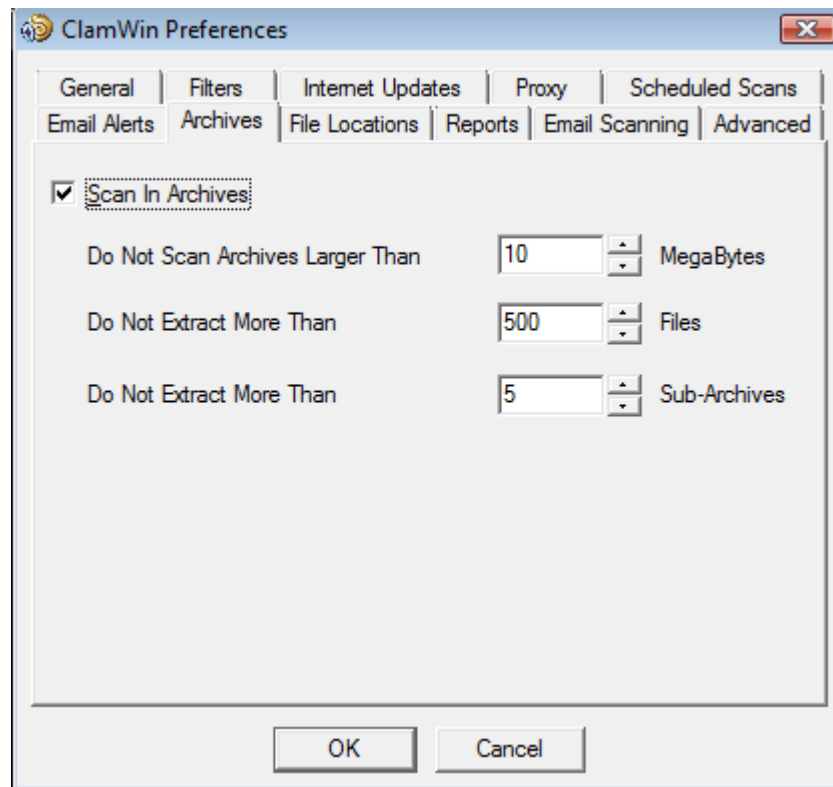 ClamWin Preferences
General Filters Internet Updates Proxy Scheduled Scans
Email Alerts Archives File Locations Reports Email Scanning Advanced
Scan In Archives
Do Not Scan Archives Larger Than 10 MegaBytes
Do Not Extract More Than 500 Files
Do Not Extract More Than 5 Sub-Archives
OK Cancel